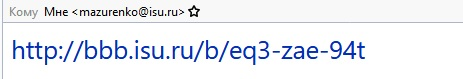 Кому Мне <mazurenko@isu.ru>
http://bbb.isu.ru/b/eq3-zae-94t